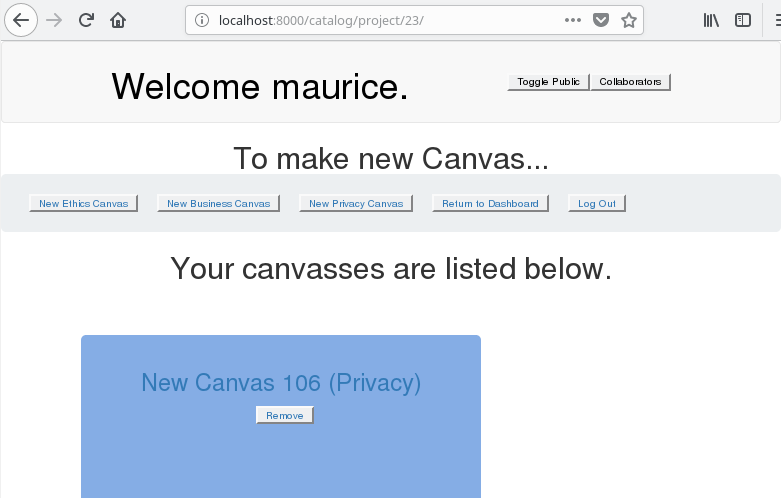 localhost:8000/catalog/project/23/
Welcome maurice.
Toggle Public Collaborators
To make new Canvas...
New Ethics Canvas New Business Canvas New Privacy Canvas Return to Dashboard Log Out
Your canvasses are listed below.
New Canvas 106 (Privacy)
Remove